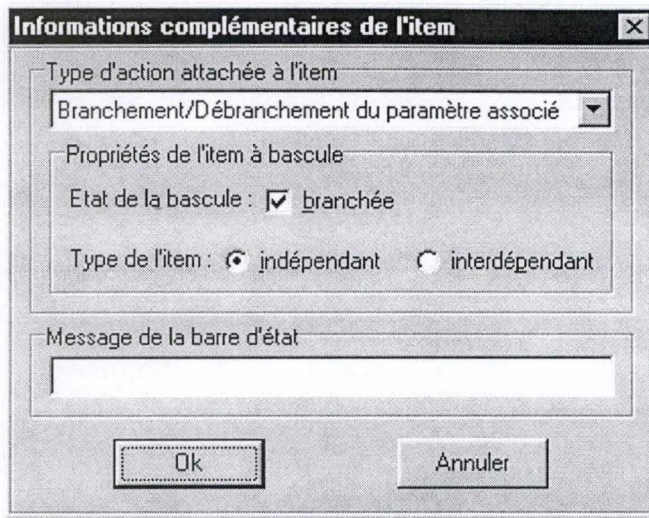 Informations complémentaires de l'item
Type d'action attachée à l'item
Branchement/Débranchement du paramètre associé
Propriétés de l'item à bascule
Etat de la bascule : branchée
Type de l'item : indépendant interdépendant
Message de la barre d'état
Ok Annuler